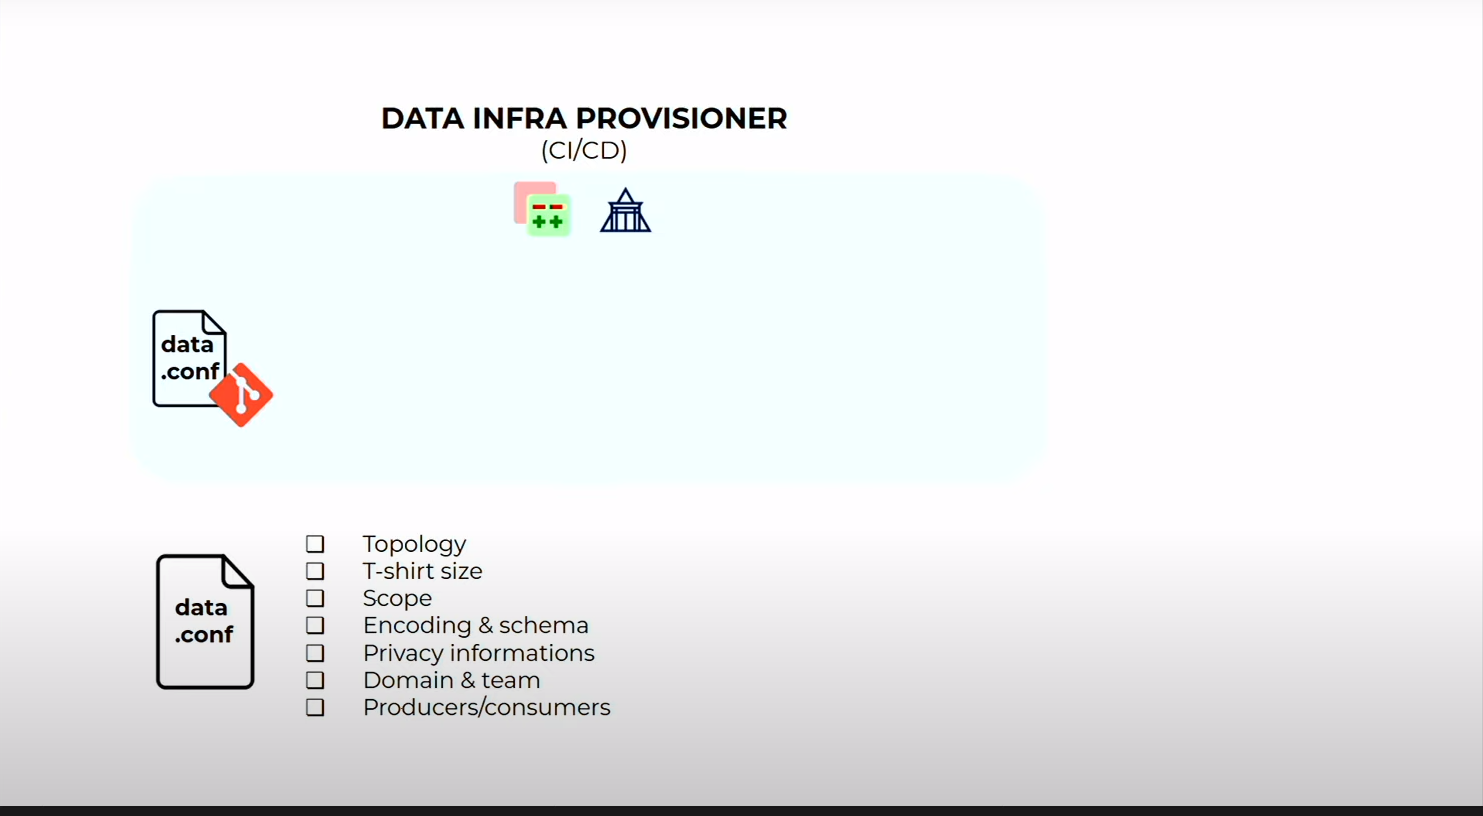 DATA INFRA PROVISIONER
(CI/CD)
data
.conf
data
.conf
Topology
T-shirt size
Scope
Encoding & schema
Privacy informations
Domain & team
Producers/consumers